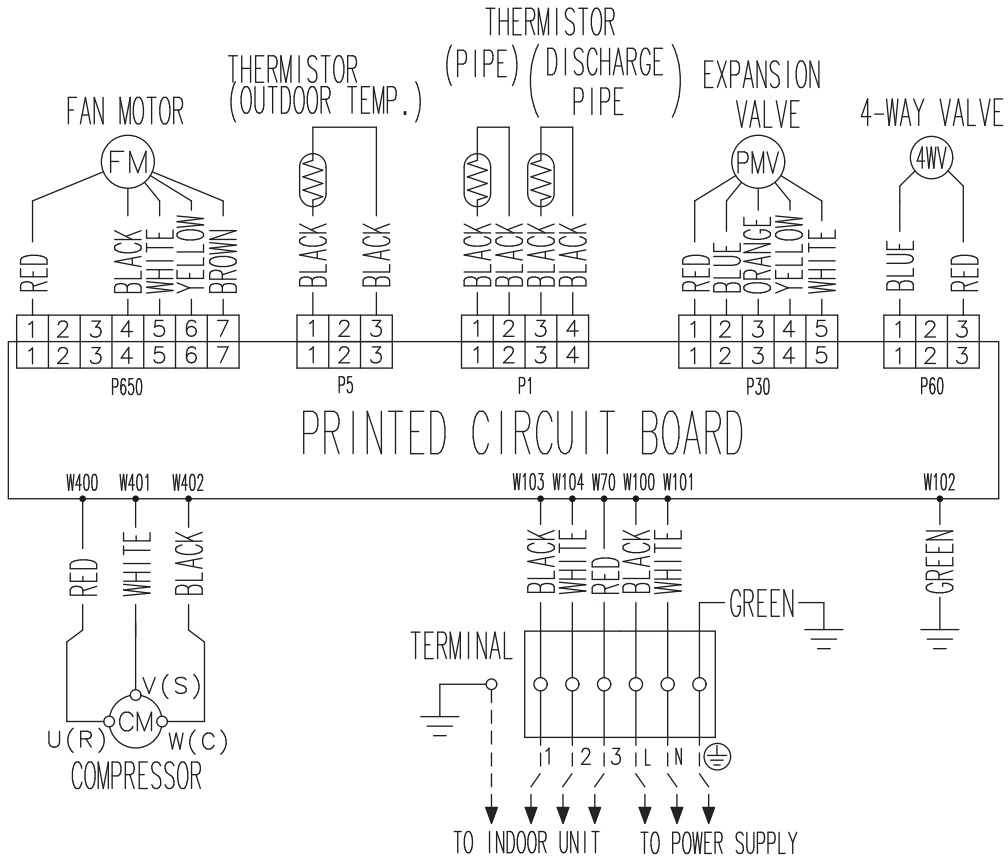 THERMISTOR
(PIPE) (DISCHARGE PIPE)
THERMISTOR
(OUTDOOR TEMP.)
EXPANSION
VALVE
FAN MOTOR
4-WAY VALVE
FM
PMV
4WV
RED BLACK WHITE YELLOW BROWN
BLACK BLACK
BLACK BLACK BLACK BLACK
RED BLUE ORANGE YELLOW WHITE
BLUE RED
1 2 3 4 5 6 7
1 2 3 4 5 6 7
P650
1 2 3
1 2 3
P5
1 2 3 4
1 2 3 4
P1
1 2 3 4 5
1 2 3 4 5
P30
1 2 3
1 2 3
P60
PRINTED CIRCUIT BOARD
W400 W401 W402
W103 W104 W70 W100 W101
W102
RED WHITE BLACK
BLACK WHITE RED BLACK WHITE
GREEN
GREEN
TERMINAL
V(S)
CM
U(R)
W(C)
COMPRESSOR
1 2 3 L N
TO INDOOR UNIT
TO POWER SUPPLY